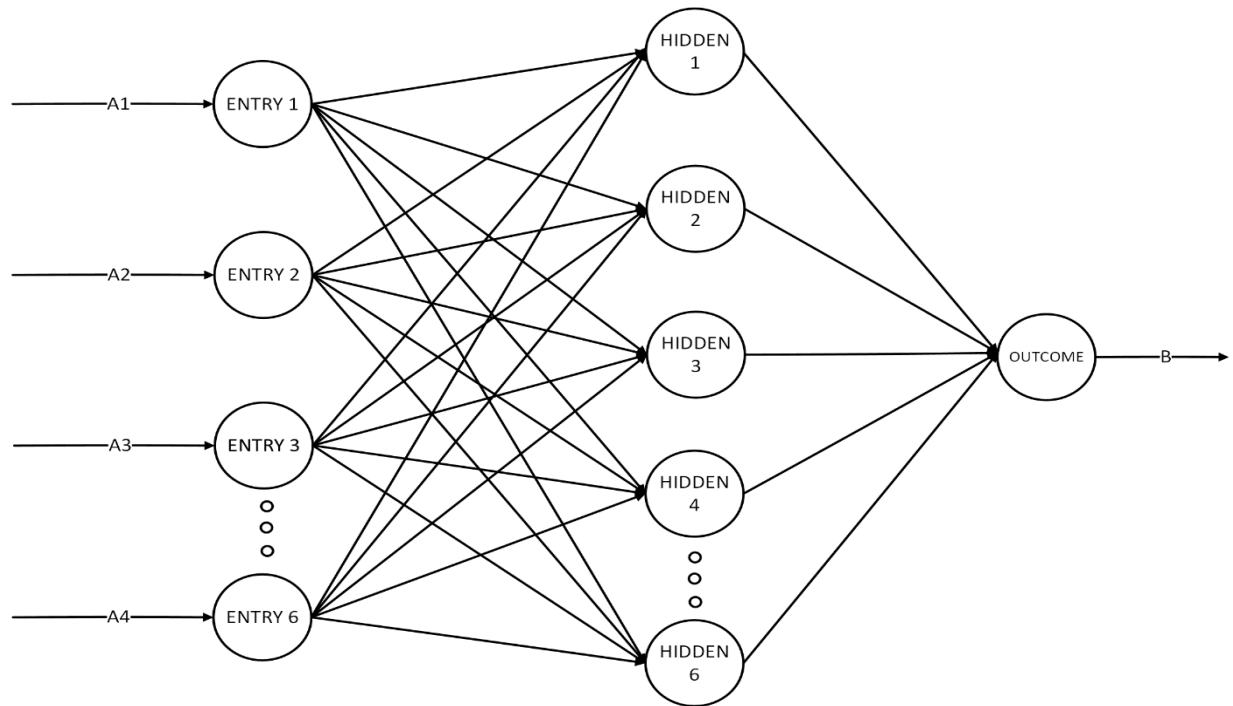 A1
ENTRY 1
A2
ENTRY 2
A3
ENTRY 3
A4
ENTRY 6
HIDDEN
1
HIDDEN
2
HIDDEN
3
HIDDEN
4
HIDDEN
6
OUTCOME
B